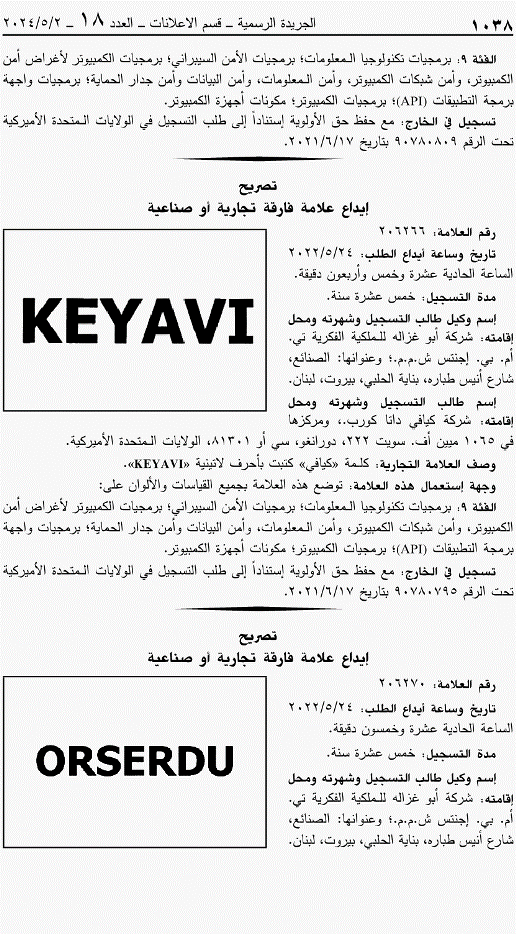 ١٠٣٨ الجريدة الرسمية ــ قسم الاعلانات ــ العدد ١٨ ــ ٢٠٢٤/٥/٢
الفئة ٩: برمجيات تكنولوجيا المعلومات؛ برمجيات الأمن السيبراني؛ برمجيات الكمبيوتر لأغراض أمن
الكمبيوتر، وأمن شبكات الكمبيوتر، وأمن المعلومات، وأمن البيانات وأمن جدار الحماية؛ برمجيات واجهة
برمجة التطبيقات (API)؛ برمجيات الكمبيوتر؛ مكونات أجهزة الكمبيوتر.
تسجيل في الخارج: مع حفظ حق الأولوية إستناداً إلى طلب التسجيل في الولايات المتحدة الأميركية
تحت الرقم ٩٠٧٨٠٨٠٩ بتاريخ ٢٠٢١/٦/١٧.
تصريح
إيداع علامة فارقة تجارية أو صناعية
رقم العلامة: ٢٠٦٢٦٦
تاريخ وساعة أيداع الطلب: ٢٠٢٢/٥/٢٤
الساعة الحادية عشرة وخمس وأربعون دقيقة.
مدة التسجيل: خمس عشرة سنة.
إسم وكيل طالب التسجيل وشهرته ومحل
إقامته: شركة أبو غزاله للملكية الفكرية تي.
أم. بي. إجنتس ش.م.م.؛ وعنوانها: الصنائع،
شارع أنيس طباره، بناية الحلبي، بيروت، لبنان.
إسم طالب التسجيل وشهرته ومحل
إقامته: شركة كيافي داتا كورب.، ومركزها
KEYAVI
في ١٠٦٥ ميين أف. سويت ٢٢٢، دورانغو، سي أو ٨١٣٠١، الولايات المتحدة الأميركية.
وصف العلامة التجارية: كلمة «كيافي» كتبت بأحرف لاتينية «KEYAVI».
وجهة إستعمال هذه العلامة: توضع هذه العلامة بجميع القياسات والألوان على:
الفئة ٩: برمجيات تكنولوجيا المعلومات؛ برمجيات الأمن السيبراني؛ برمجيات الكمبيوتر لأغراض أمن
الكمبيوتر، وأمن شبكات الكمبيوتر، وأمن المعلومات، وأمن البيانات وأمن جدار الحماية؛ برمجيات واجهة
برمجة التطبيقات (API)؛ برمجيات الكمبيوتر؛ مكونات أجهزة الكمبيوتر.
تسجيل في الخارج: مع حفظ حق الأولوية إستناداً إلى طلب التسجيل في الولايات المتحدة الأميركية
تحت الرقم ٩٠٧٨٠٧٩٥ بتاريخ ٢٠٢١/٦/١٧.
تصريح
إيداع علامة فارقة تجارية أو صناعية
رقم العلامة: ٢٠٦٢٧٠
تاريخ وساعة أيداع الطلب: ٢٠٢٢/٥/٢٤
الساعة الحادية عشرة وخمسون دقيقة.
مدة التسجيل: خمس عشرة سنة.
إسم وكيل طالب التسجيل وشهرته ومحل
إقامته: شركة أبو غزاله للملكية الفكرية تي.
أم. بي. إجنتس ش.م.م.؛ وعنوانها: الصنائع،
شارع أنيس طباره، بناية الحلبي، بيروت، لبنان.
ORSERDU